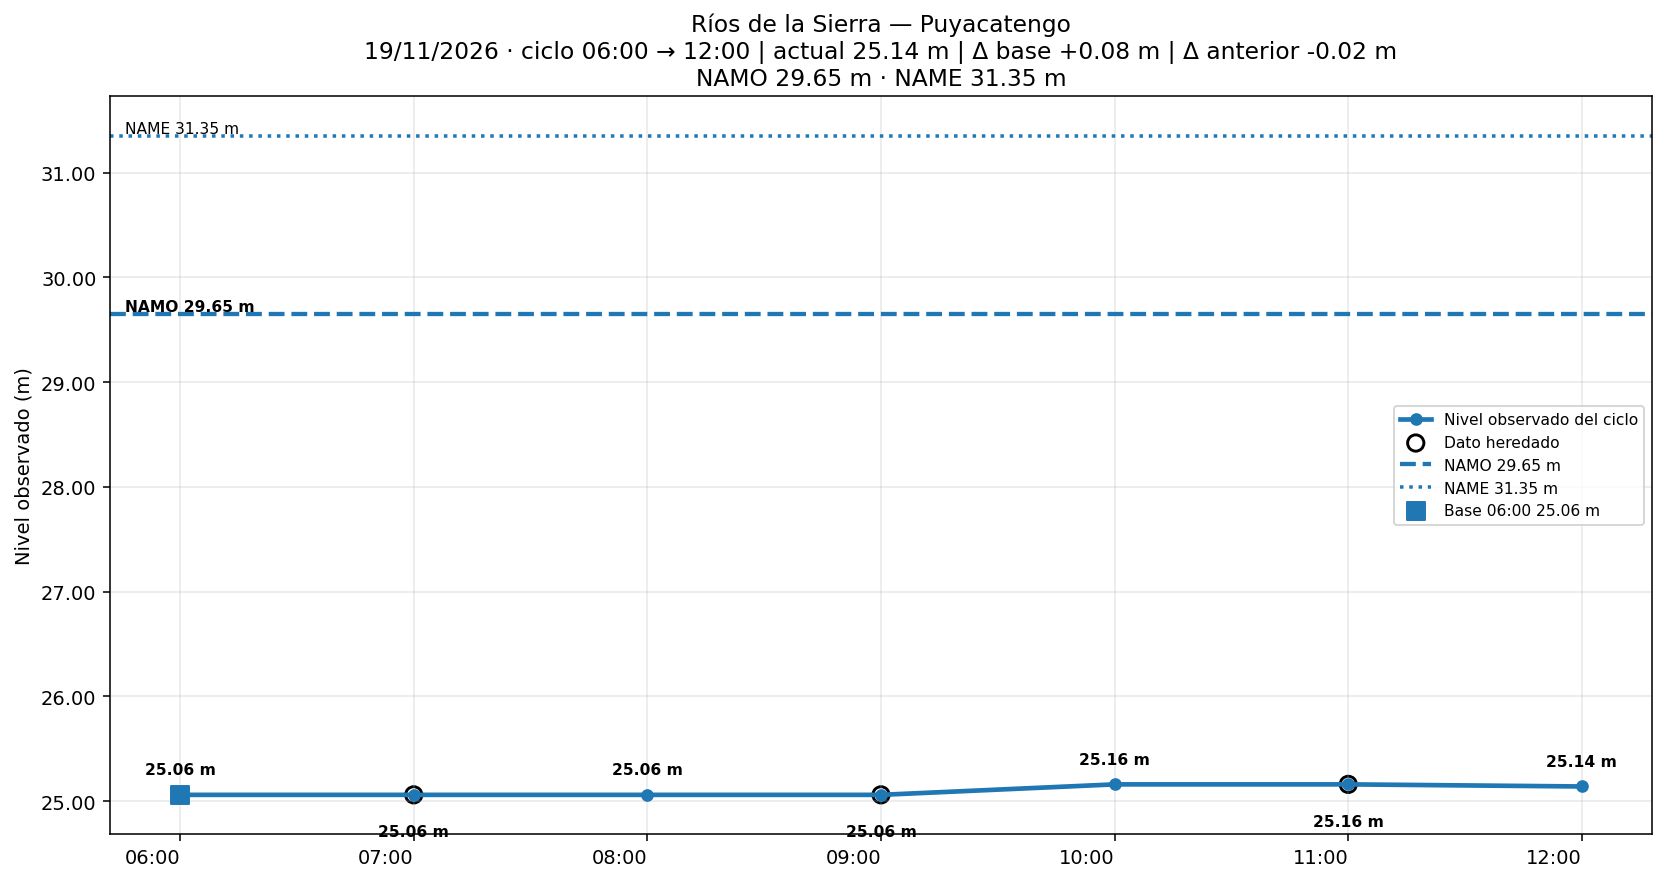 Ríos de la Sierra — Puyacatengo
19/11/2026 · ciclo 06:00 → 12:00 | actual 25.14 m | Δ base +0.08 m | Δ anterior -0.02 m
NAMO 29.65 m · NAME 31.35 m
NAME 31.35 m
31.00
30.00
NAMO 29.65 m
29.00
28.00
27.00
26.00
25.00
Nivel observado (m)
Nivel observado del ciclo
Dato heredado
NAMO 29.65 m
NAME 31.35 m
Base 06:00 25.06 m
25.06 m
25.06 m
25.06 m
25.06 m
25.16 m
25.16 m
25.14 m
06:00
07:00
08:00
09:00
10:00
11:00
12:00